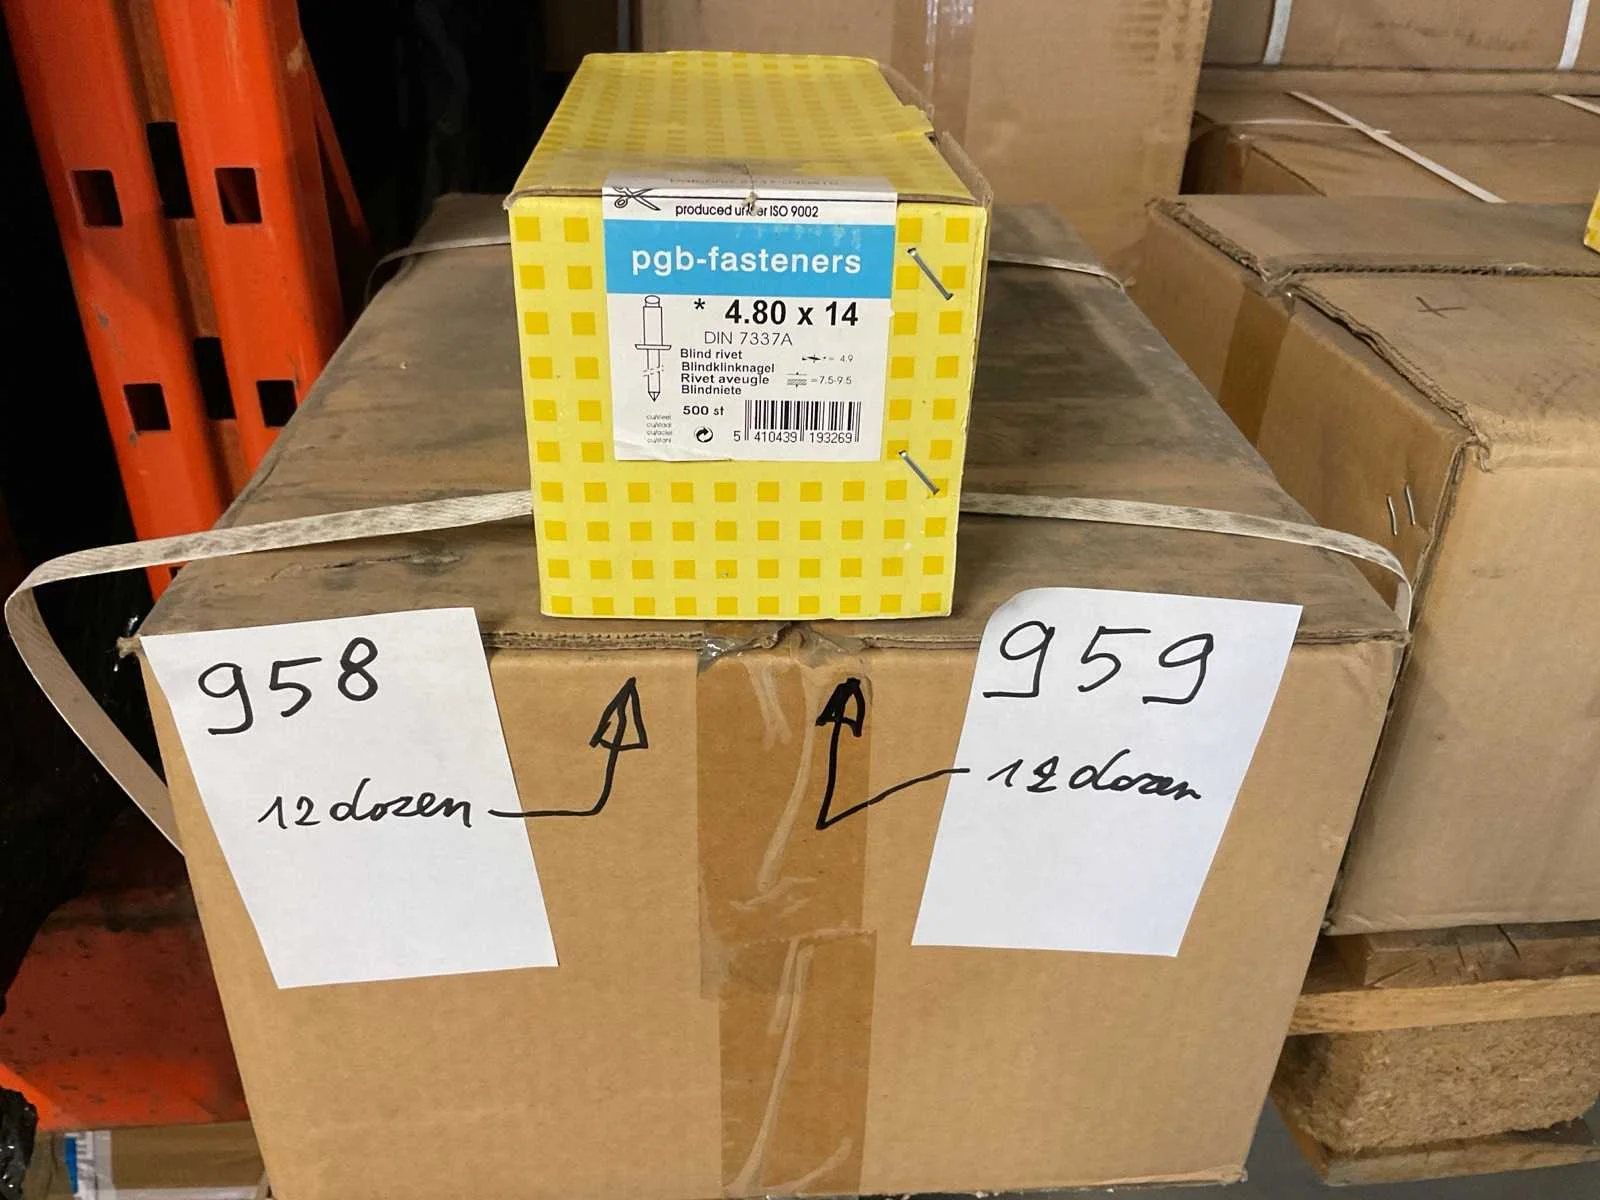 produced under ISO 9002
pgb-fasteners
* 4.80 x 14
DIN 7337A
Blind rivet
= 4.9
Blindklinknagel
Rivet aveugle
=7.5-9.5
Blindniete
500 st
5 410439 193269
958
12 dozen
959
12 dozen